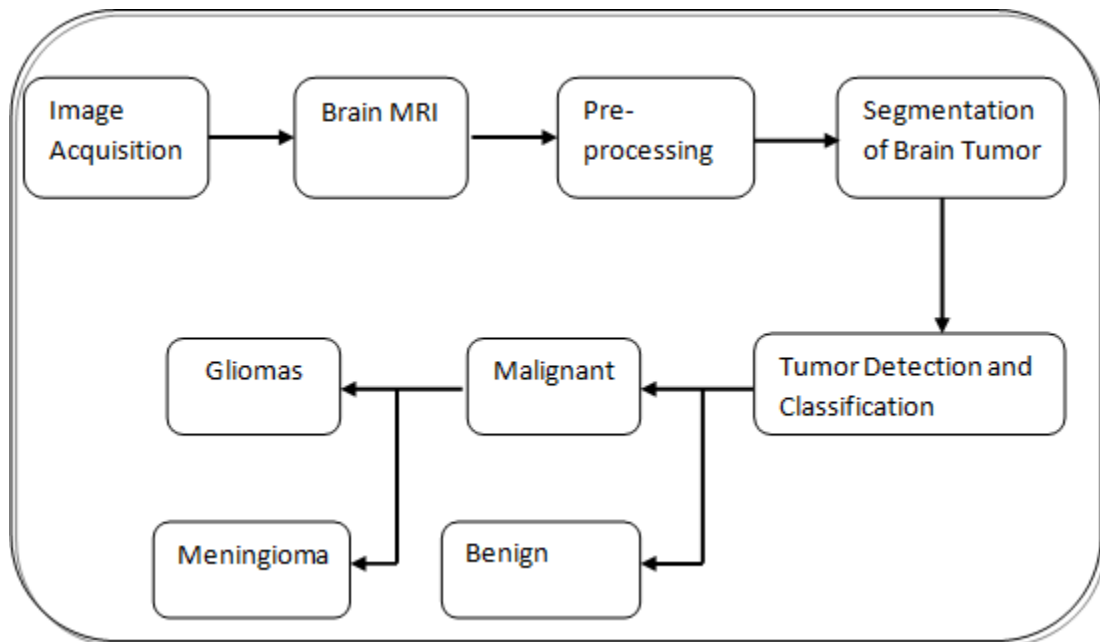 Image
Acquisition
Brain MRI
Pre-
processing
Segmentation
of Brain Tumor
Tumor Detection and
Classification
Malignant
Gliomas
Benign
Meningioma